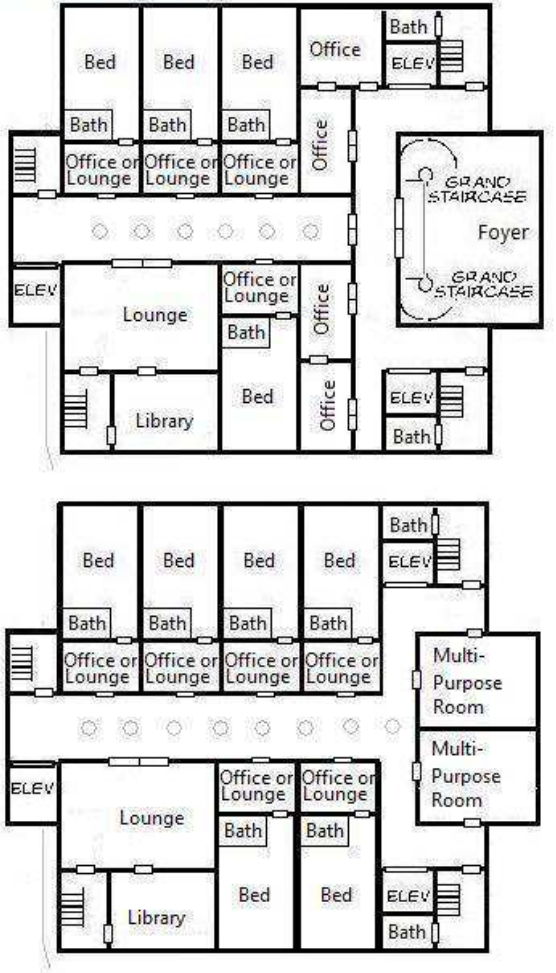 Bath
Office
ELEV
Bed
Bed
Bed
Bath
Bath
Bath
Office
Office or
Lounge
Office or
Lounge
Office or
Lounge
GRAND
STAIRCASE
Foyer
GRAND
STAIRCASE
ELEV
Office or
Lounge
Office
Lounge
Bath
Bed
Office
ELEV
Library
Bath
Bath
Bed
Bed
Bed
Bed
ELEV
Bath
Bath
Bath
Bath
Office or
Lounge
Office or
Lounge
Office or
Lounge
Office or
Lounge
Multi-
Purpose
Room
Multi-
Purpose
Room
ELEV
Office or
Lounge
Office or
Lounge
Lounge
Bath
Bath
Bed
Bed
ELEV
Library
Bath